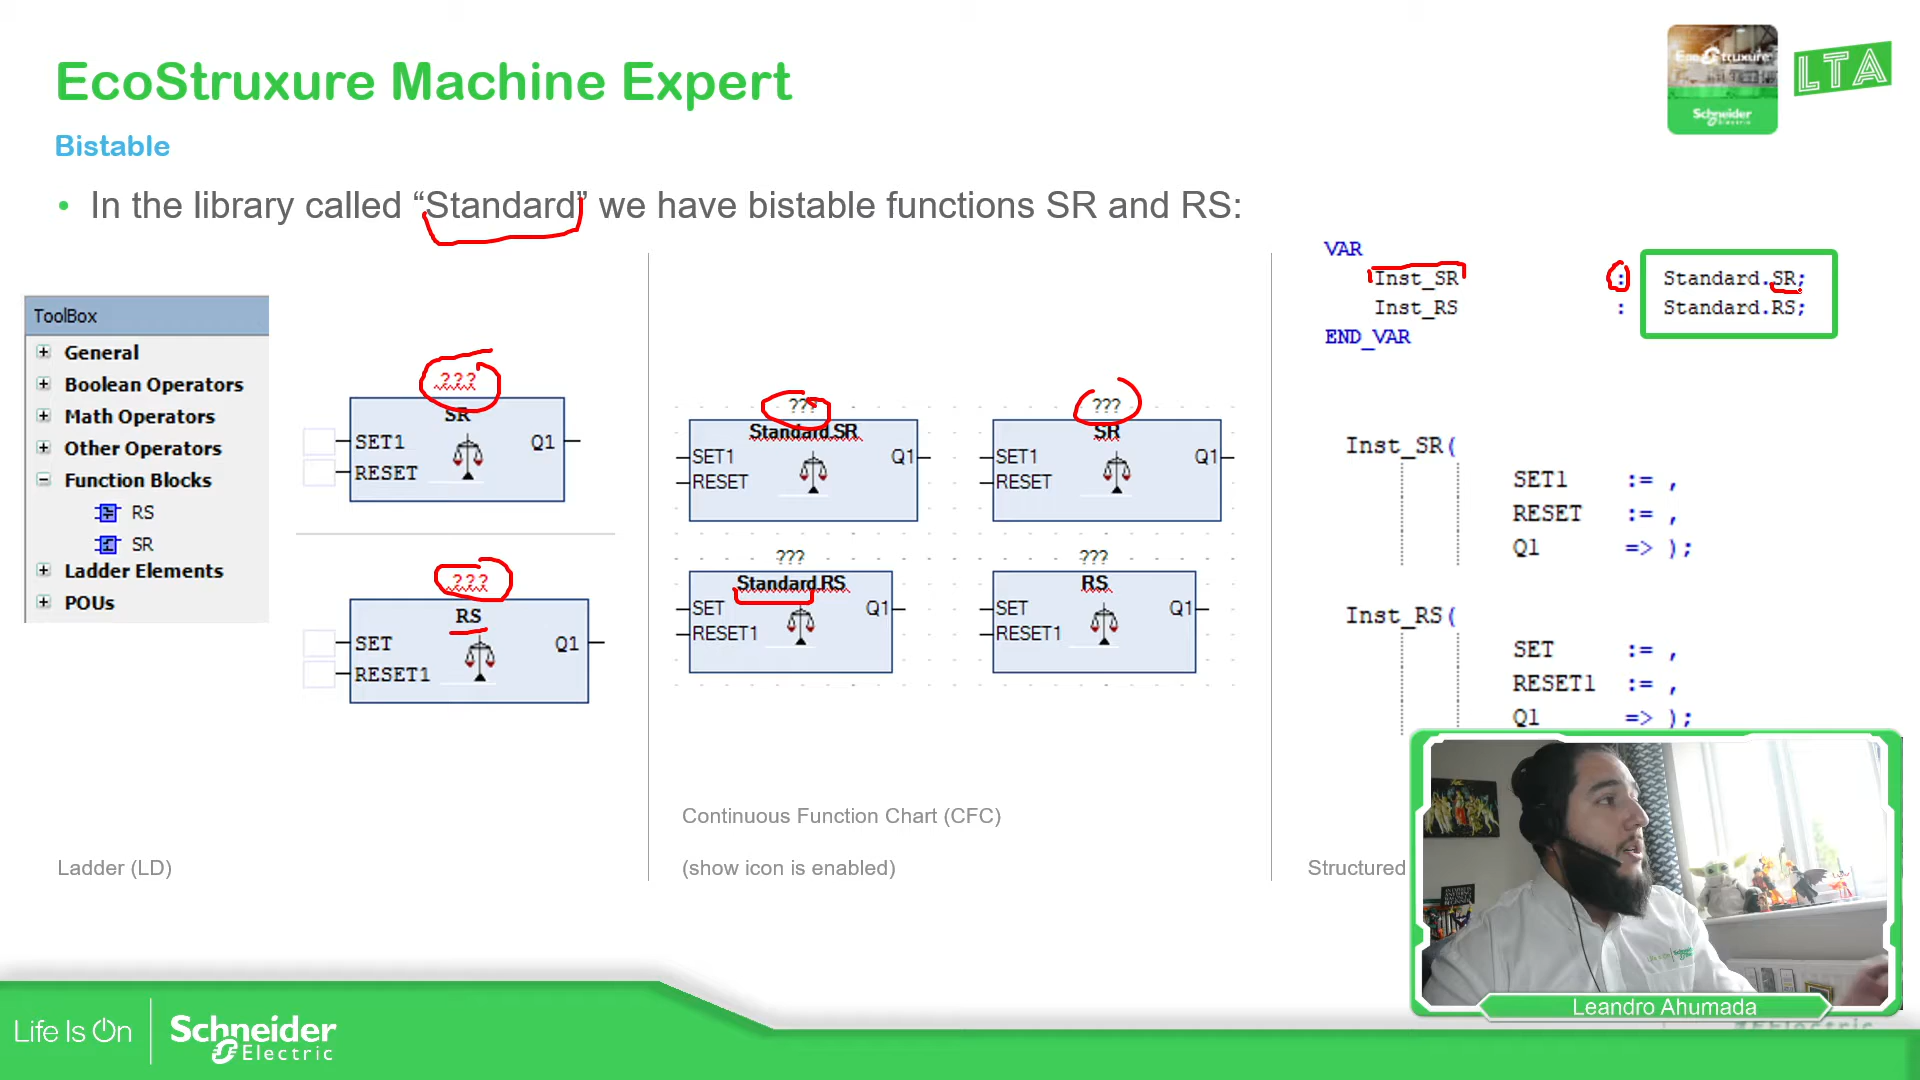 EcoStruxure Machine Expert
EcoStruxure
Schneider
Electric
LTA
Bistable
• In the library called “Standard” we have bistable functions SR and RS:
ToolBox
General
Boolean Operators
Math Operators
Other Operators
Function Blocks
RS
SR
Ladder Elements
POUs
???
SR
SET1 Q1
RESET
???
RS
SET Q1
RESET1
Ladder (LD)
???
Standard.SR
SET1 Q1
RESET
???
SR
SET1 Q1
RESET
???
Standard.RS
SET Q1
RESET1
???
RS
SET Q1
RESET1
Continuous Function Chart (CFC)
(show icon is enabled)
VAR
Inst_SR : Standard.SR;
Inst_RS : Standard.RS;
END_VAR
Inst_SR(
SET1 := ,
RESET := ,
Q1 => );
Inst_RS(
SET := ,
RESET1 := ,
Q1 => );
Structured
Leandro Ahumada
Life Is On
Schneider
Electric